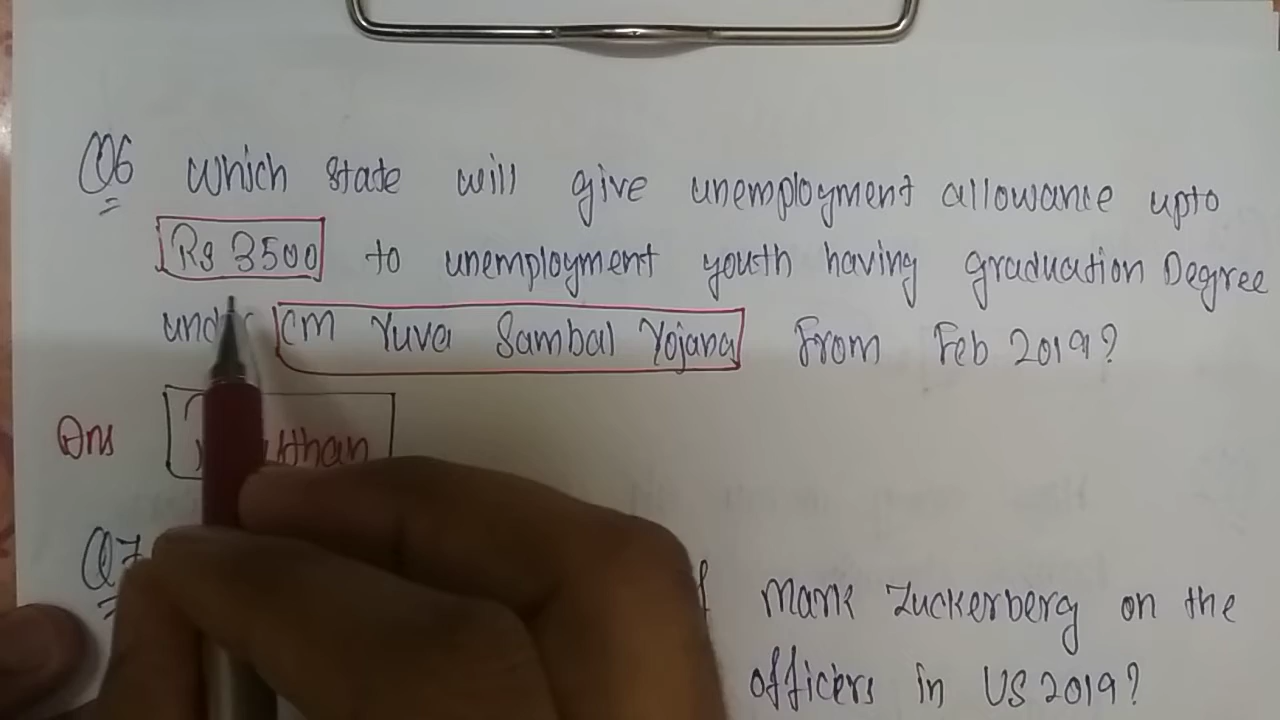 Q6 Which state will give unemployment allowance upto
Rs 3500 to unemployment youth having graduation Degree
under CM Yuva Sambal Yojana From Feb 2019?
Ans
Q7 Mark Zuckerberg on the
officers in US 2019?